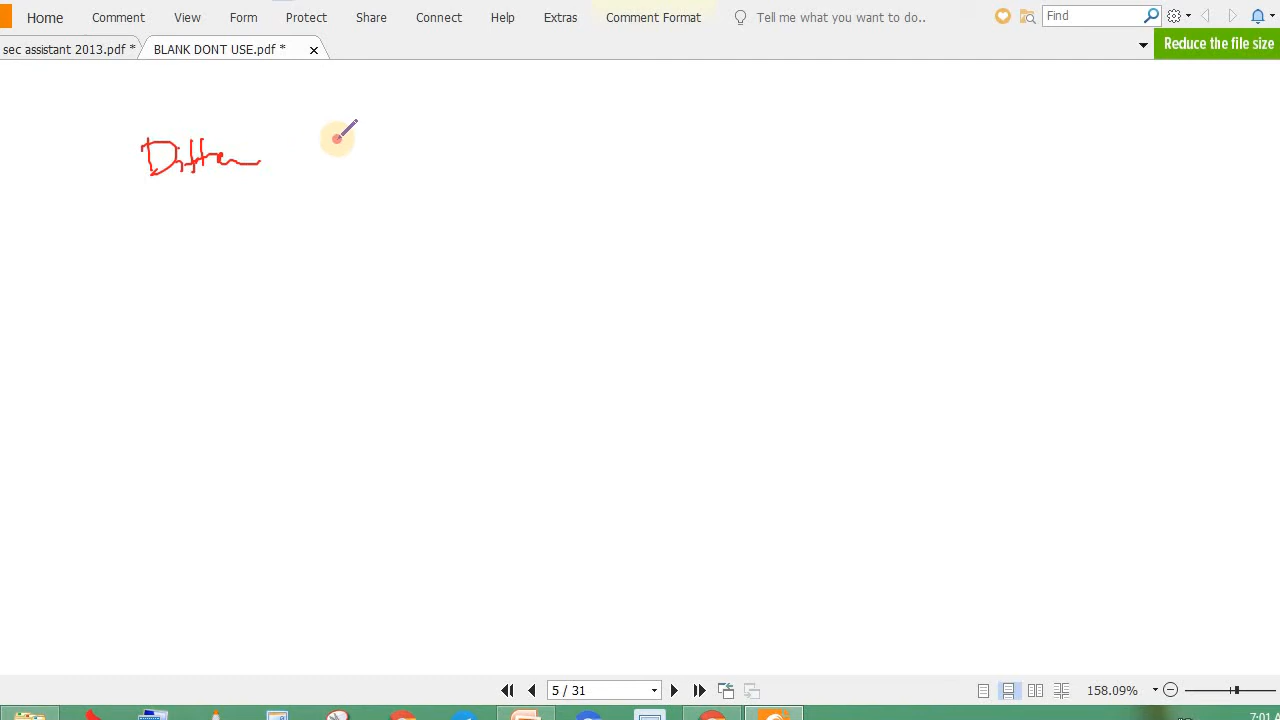 Home Comment View Form Protect Share Connect Help Extras Comment Format Tell me what you want to do.. Find
sec assistant 2013.pdf * BLANK DONT USE.pdf * Reduce the file size
Differen
5 / 31 158.09%